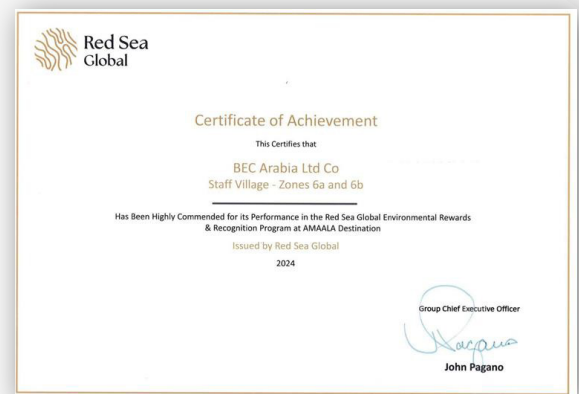 Red Sea
Global
Certificate of Achievement
This Certifies that
BEC Arabia Ltd Co
Staff Village - Zones 6a and 6b
Has Been Highly Commended for its Performance in the Red Sea Global Environmental Rewards
& Recognition Program at AMAALA Destination
Issued by Red Sea Global
2024
Group Chief Executive Officer
John Pagano